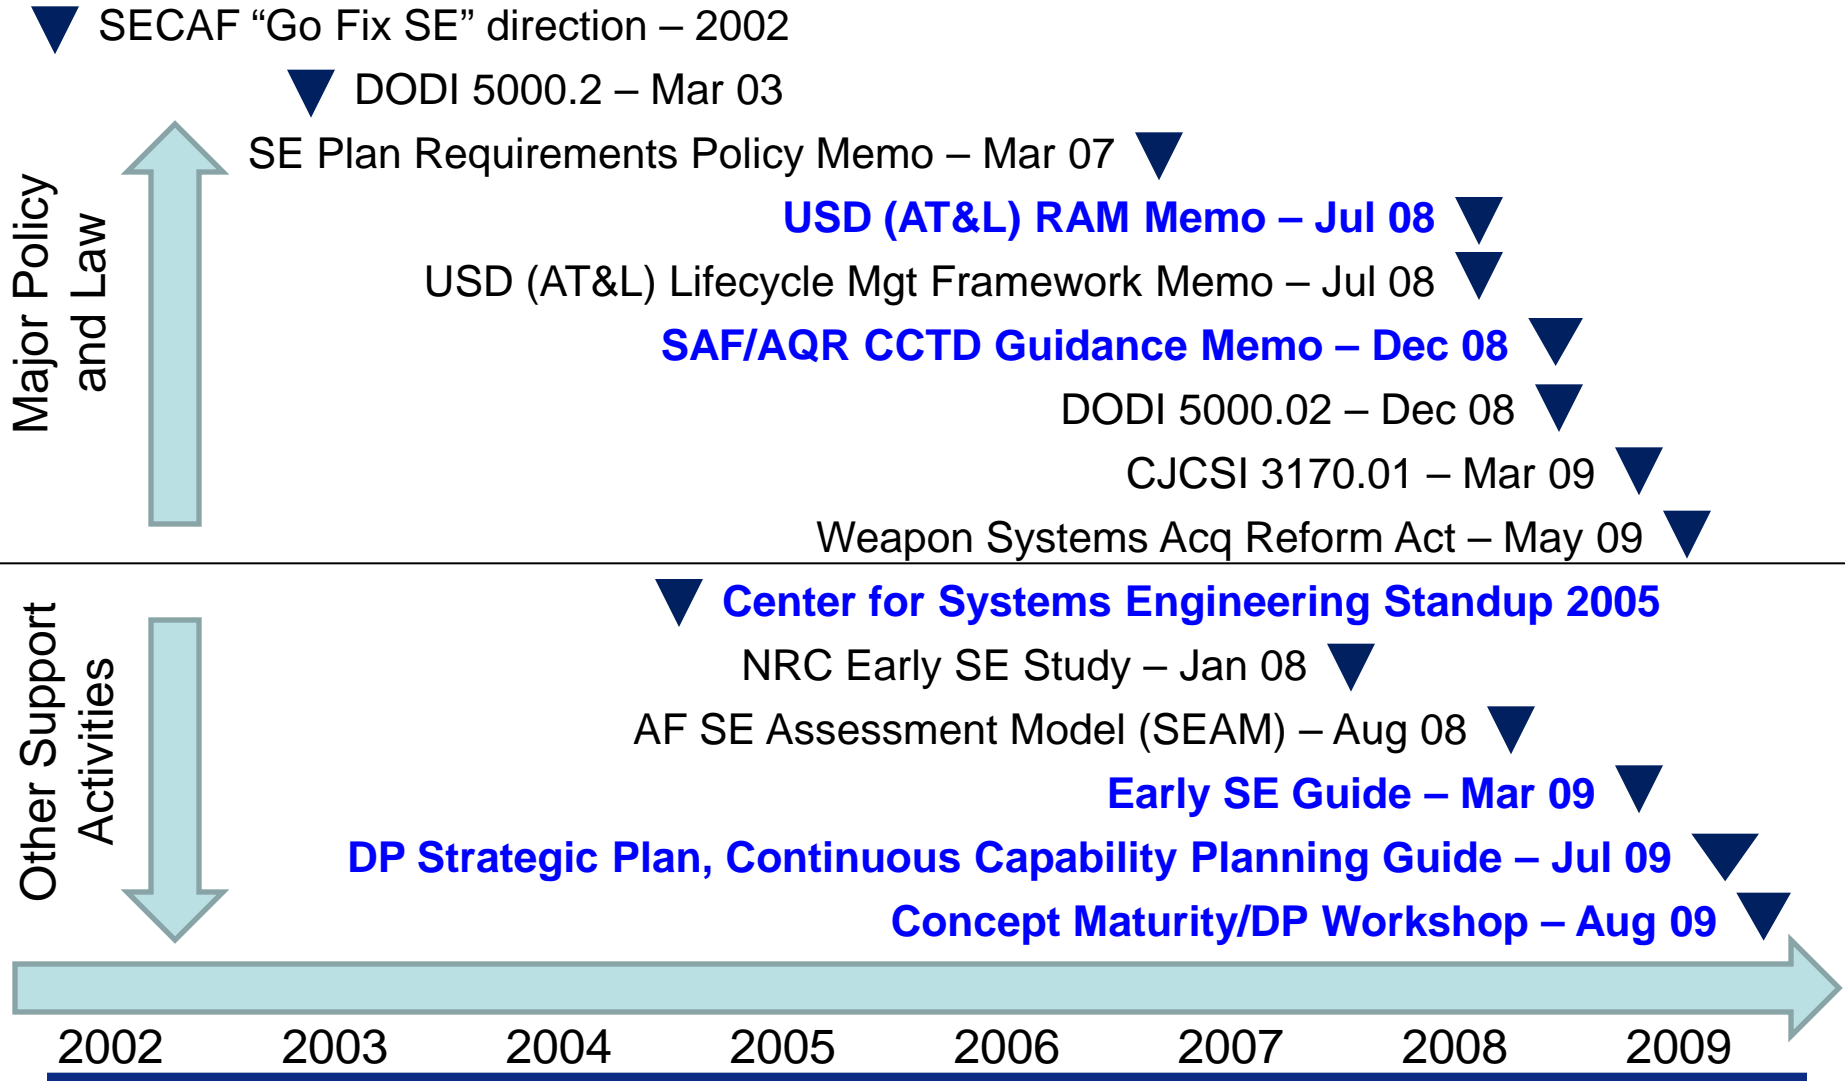 SECAF “Go Fix SE” direction – 2002
DODI 5000.2 – Mar 03
SE Plan Requirements Policy Memo – Mar 07
USD (AT&L) RAM Memo – Jul 08
USD (AT&L) Lifecycle Mgt Framework Memo – Jul 08
SAF/AQR CCTD Guidance Memo – Dec 08
DODI 5000.02 – Dec 08
CJCSI 3170.01 – Mar 09
Weapon Systems Acq Reform Act – May 09
Major Policy
and Law
Center for Systems Engineering Standup 2005
NRC Early SE Study – Jan 08
AF SE Assessment Model (SEAM) – Aug 08
Early SE Guide – Mar 09
DP Strategic Plan, Continuous Capability Planning Guide – Jul 09
Concept Maturity/DP Workshop – Aug 09
Other Support
Activities
2002 2003 2004 2005 2006 2007 2008 2009